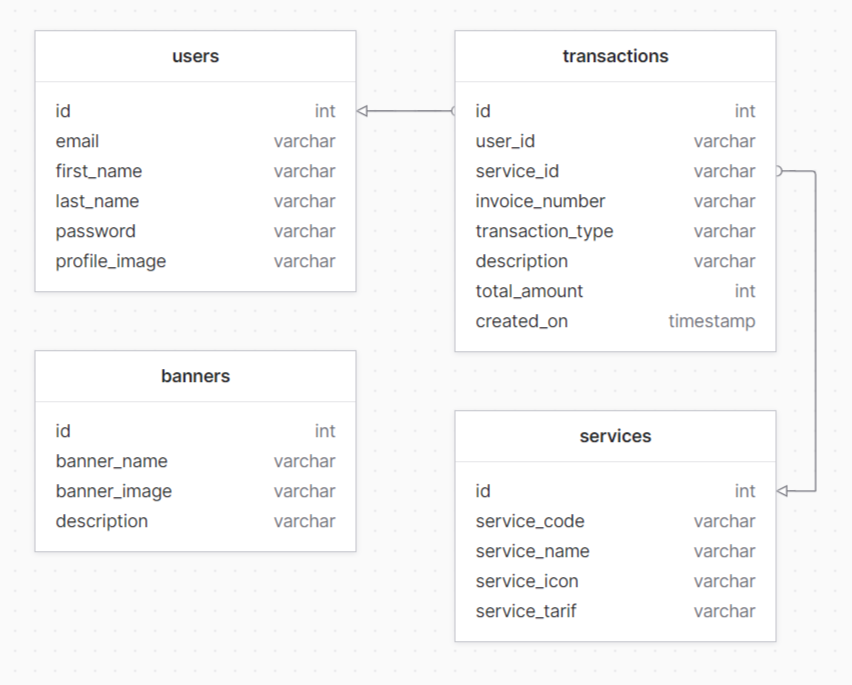 users
id int
email varchar
first_name varchar
last_name varchar
password varchar
profile_image varchar
transactions
id int
user_id varchar
service_id varchar
invoice_number varchar
transaction_type varchar
description varchar
total_amount int
created_on timestamp
banners
id int
banner_name varchar
banner_image varchar
description varchar
services
id int
service_code varchar
service_name varchar
service_icon varchar
service_tarif varchar